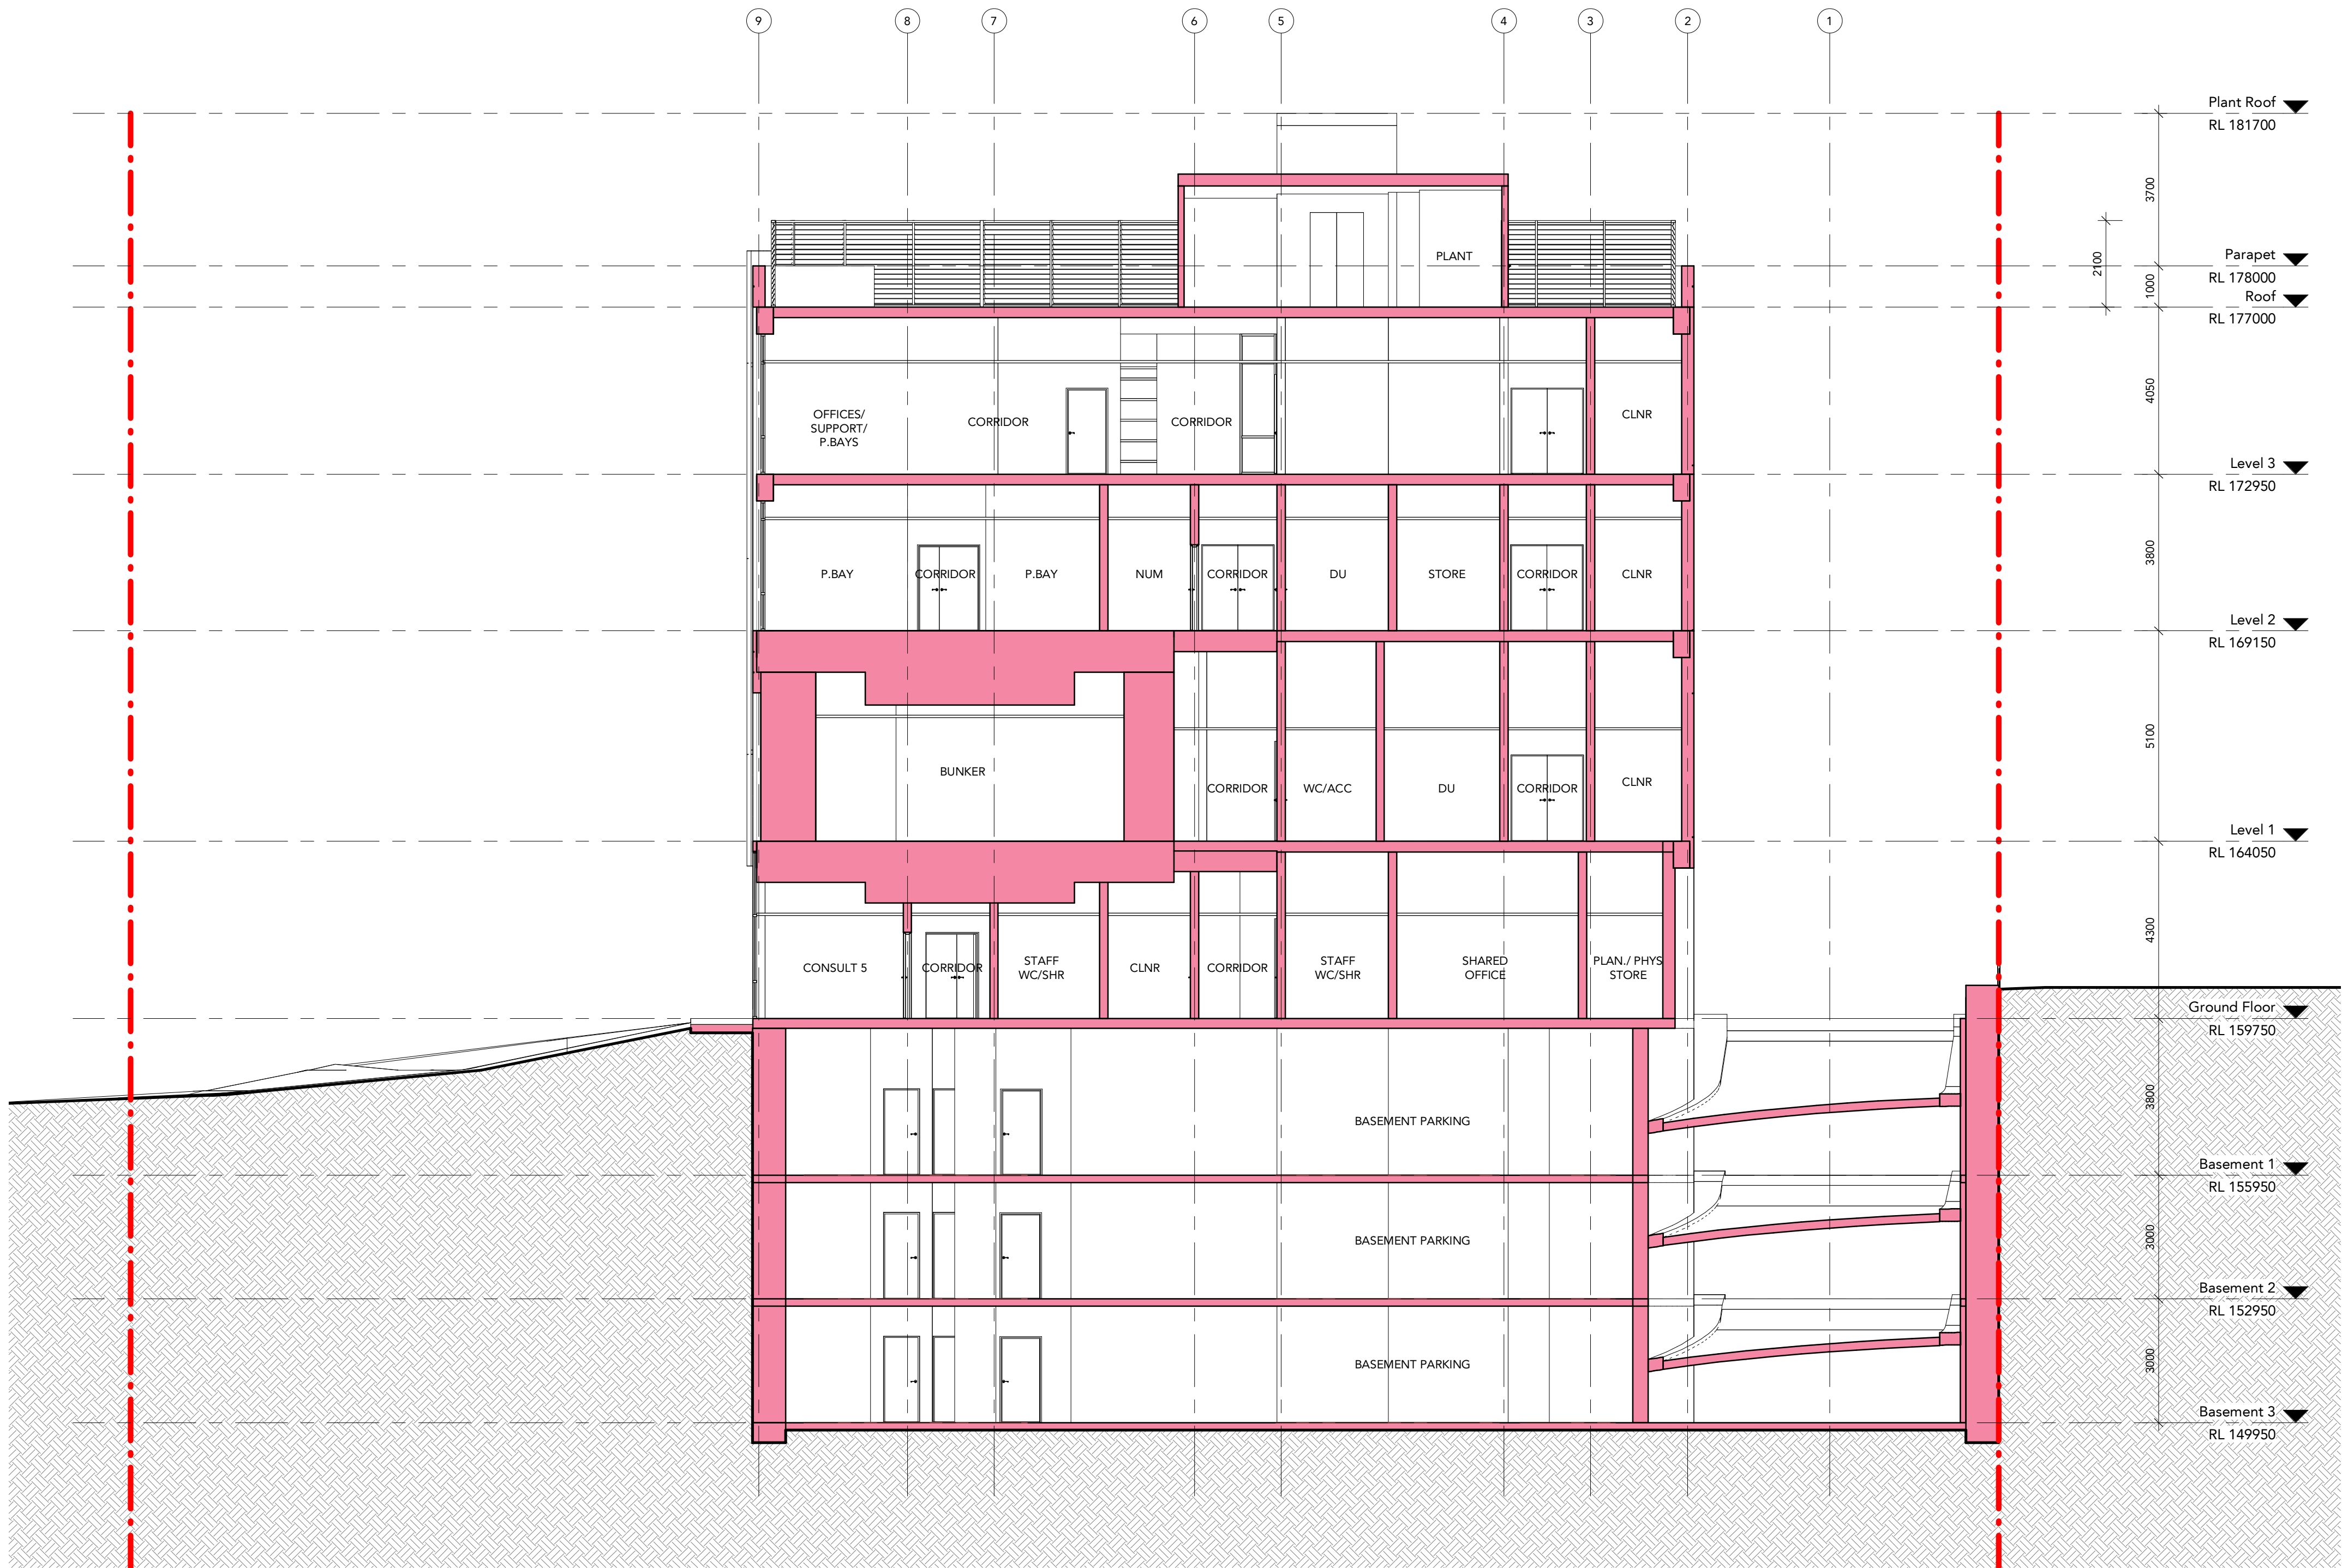 9
8
7
6
5
4
3
2
1
Plant Roof
RL 181700
3700
PLANT
2100
Parapet
RL 178000
1000
Roof
RL 177000
4050
OFFICES/
SUPPORT/
P.BAYS
CORRIDOR
CORRIDOR
CLNR
Level 3
RL 172950
3800
P.BAY
CORRIDOR
P.BAY
NUM
CORRIDOR
DU
STORE
CORRIDOR
CLNR
Level 2
RL 169150
5100
BUNKER
CORRIDOR
WC/ACC
DU
CORRIDOR
CLNR
Level 1
RL 164050
4300
CONSULT 5
CORRIDOR
STAFF
WC/SHR
CLNR
CORRIDOR
STAFF
WC/SHR
SHARED
OFFICE
PLAN./ PHYS
STORE
Ground Floor
RL 159750
3800
BASEMENT PARKING
Basement 1
RL 155950
3000
BASEMENT PARKING
Basement 2
RL 152950
3000
BASEMENT PARKING
Basement 3
RL 149950